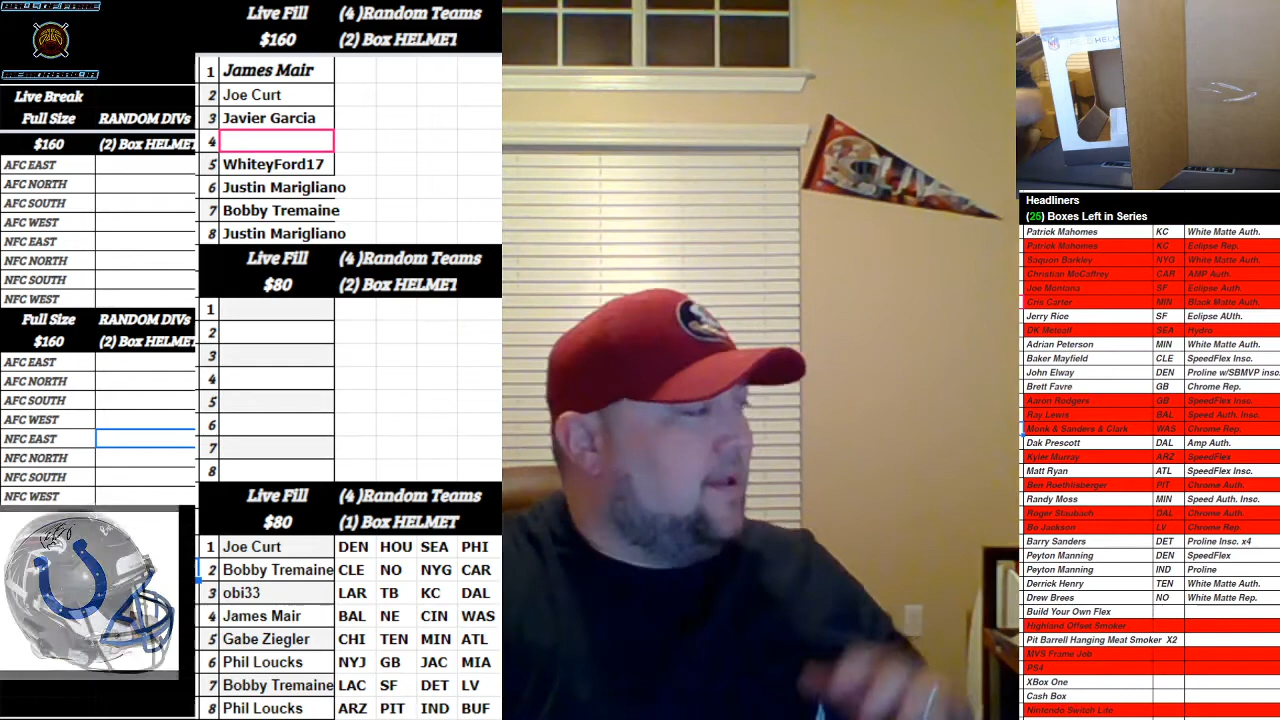 HALL OF FAME
MEMORABILIA
Live Break
Full Size RANDOM DIVs
$160 (2) Box HELMET
AFC EAST
AFC NORTH
AFC SOUTH
AFC WEST
NFC EAST
NFC NORTH
NFC SOUTH
NFC WEST
Full Size RANDOM DIVs
$160 (2) Box HELMET
AFC EAST
AFC NORTH
AFC SOUTH
AFC WEST
NFC EAST
NFC NORTH
NFC SOUTH
NFC WEST
Live Fill (4 )Random Teams
$160 (2) Box HELMET
1 James Mair
2 Joe Curt
3 Javier Garcia
4
5 WhiteyFord17
6 Justin Marigliano
7 Bobby Tremaine
8 Justin Marigliano
Live Fill (4 )Random Teams
$80 (2) Box HELMET
1
2
3
4
5
6
7
8
Live Fill (4 )Random Teams
$80 (1) Box HELMET
1 Joe Curt DEN HOU SEA PHI
2 Bobby Tremaine CLE NO NYG CAR
3 obi33 LAR TB KC DAL
4 James Mair BAL NE CIN WAS
5 Gabe Ziegler CHI TEN MIN ATL
6 Phil Loucks NYJ GB JAC MIA
7 Bobby Tremaine LAC SF DET LV
8 Phil Loucks ARZ PIT IND BUF
NFL
HELM
Headliners
(25) Boxes Left in Series
Patrick Mahomes KC White Matte Auth.
Patrick Mahomes KC Eclipse Rep.
Saquon Barkley NYG White Matte Auth.
Christian McCaffrey CAR AMP Auth.
Joe Montana SF Eclipse Auth.
Cris Carter MIN Black Matte Auth.
Jerry Rice SF Eclipse AUth.
DK Metcalf SEA Hydro
Adrian Peterson MIN White Matte Auth.
Baker Mayfield CLE SpeedFlex Insc.
John Elway DEN Proline w/SBMVP insc.
Brett Favre GB Chrome Rep.
Aaron Rodgers GB SpeedFlex Insc.
Ray Lewis BAL Speed Auth. Insc.
Monk & Sanders & Clark WAS Chrome Rep.
Dak Prescott DAL Amp Auth.
Kyler Murray ARZ SpeedFlex
Matt Ryan ATL SpeedFlex Insc.
Ben Roethlisberger PIT Chrome Auth.
Randy Moss MIN Speed Auth. Insc.
Roger Staubach DAL Chrome Auth.
Bo Jackson LV Chrome Rep
Barry Sanders DET Proline Insc. x4
Peyton Manning DEN SpeedFlex
Peyton Manning IND Proline
Derrick Henry TEN White Matte Auth.
Drew Brees NO White Matte Rep.
Build Your Own Flex
Highland Offset Smoker
Pit Barrell Hanging Meat Smoker X2
MVS Frame Job
PS4
XBox One
Cash Box
Nintendo Switch Lite